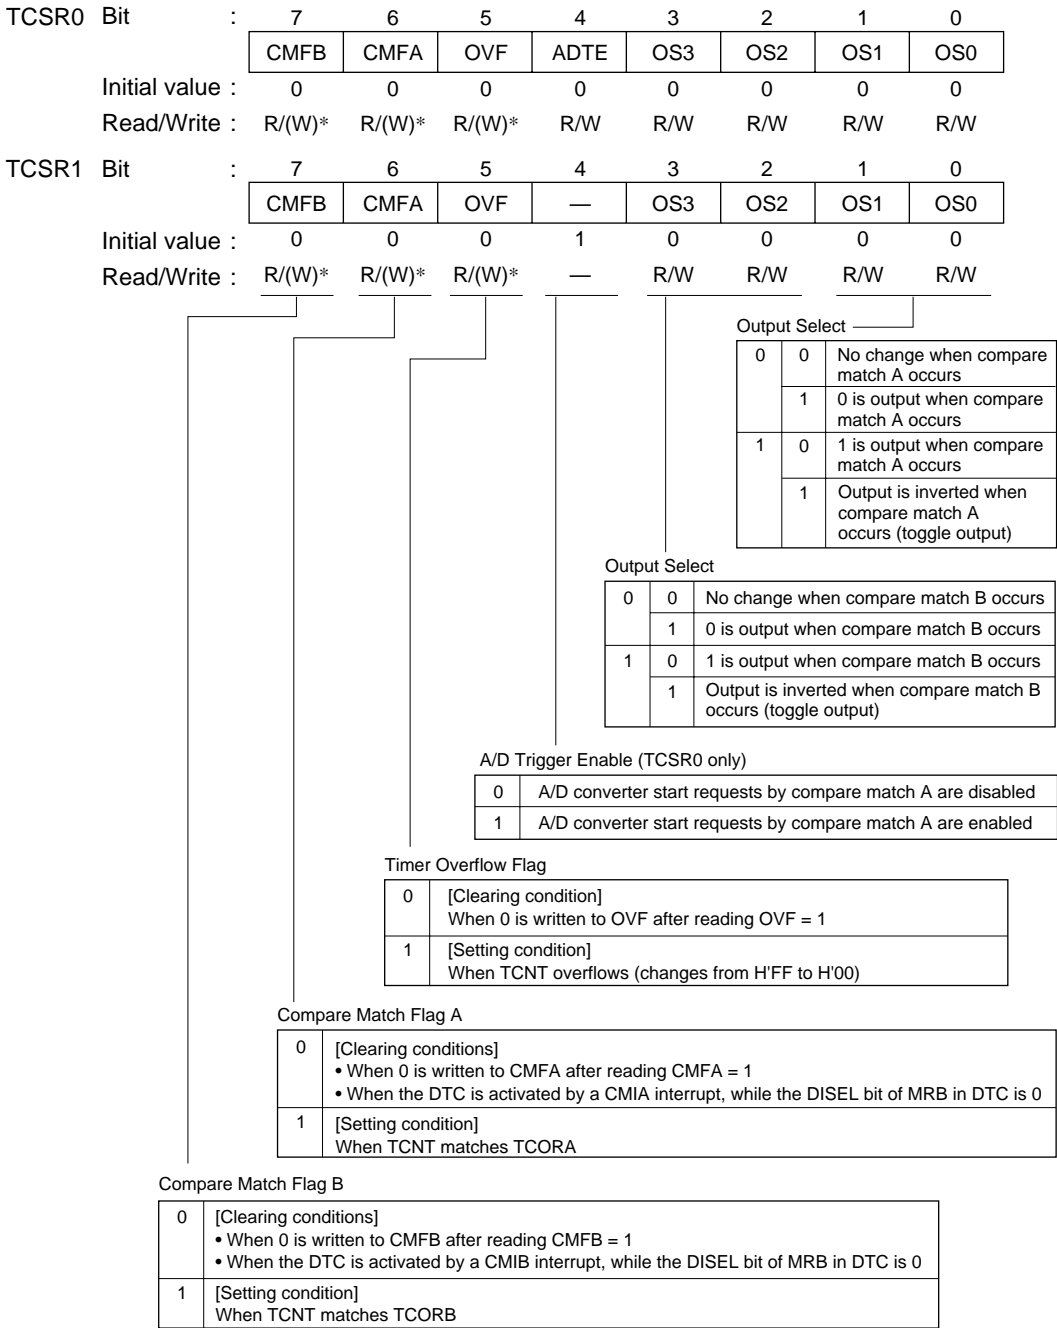 TCSR0 Bit : 7 6 5 4 3 2 1 0
CMFB CMFA OVF ADTE OS3 OS2 OS1 OS0
Initial value : 0 0 0 0 0 0 0 0
Read/Write : R/(W)* R/(W)* R/(W)* R/W R/W R/W R/W R/W
TCSR1 Bit : 7 6 5 4 3 2 1 0
CMFB CMFA OVF — OS3 OS2 OS1 OS0
Initial value : 0 0 0 1 0 0 0 0
Read/Write : R/(W)* R/(W)* R/(W)* — R/W R/W R/W R/W
Output Select
0 0 No change when compare
match A occurs
1 0 is output when compare
match A occurs
1 0 1 is output when compare
match A occurs
1 Output is inverted when
compare match A
occurs (toggle output)
Output Select
0 0 No change when compare match B occurs
1 0 is output when compare match B occurs
1 0 1 is output when compare match B occurs
1 Output is inverted when compare match B
occurs (toggle output)
A/D Trigger Enable (TCSR0 only)
0 A/D converter start requests by compare match A are disabled
1 A/D converter start requests by compare match A are enabled
Timer Overflow Flag
0 [Clearing condition]
When 0 is written to OVF after reading OVF = 1
1 [Setting condition]
When TCNT overflows (changes from H'FF to H'00)
Compare Match Flag A
0 [Clearing conditions]
• When 0 is written to CMFA after reading CMFA = 1
• When the DTC is activated by a CMIA interrupt, while the DISEL bit of MRB in DTC is 0
1 [Setting condition]
When TCNT matches TCORA
Compare Match Flag B
0 [Clearing conditions]
• When 0 is written to CMFB after reading CMFB = 1
• When the DTC is activated by a CMIB interrupt, while the DISEL bit of MRB in DTC is 0
1 [Setting condition]
When TCNT matches TCORB